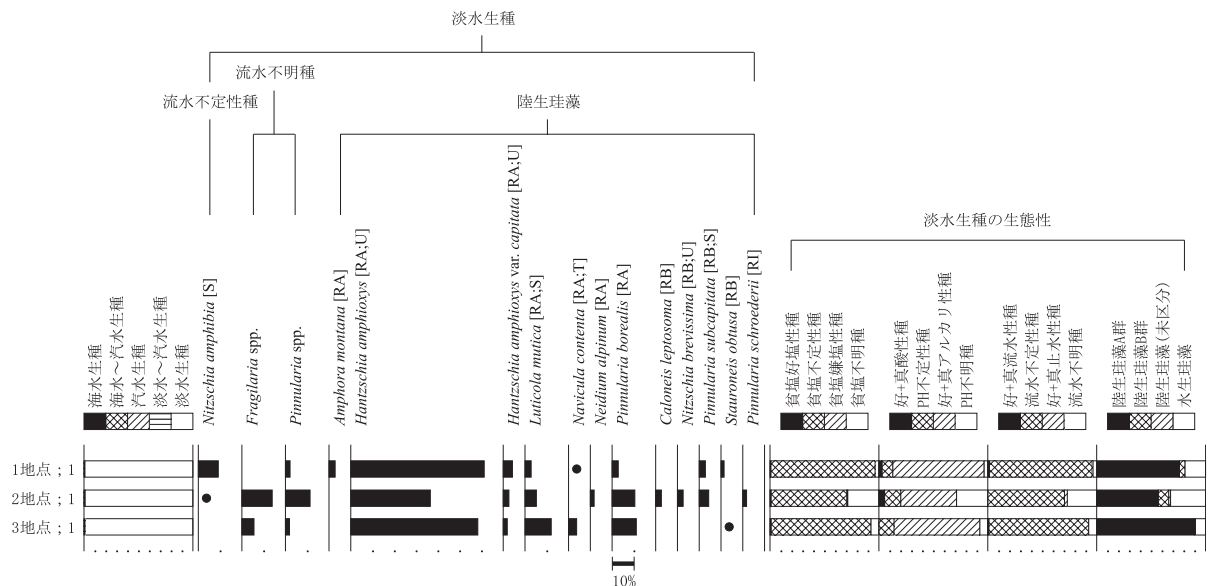 淡水生種
流水不明種
流水不定性種
陸生珪藻
淡水生種の生態性
海水生種
海水～汽水生種
汽水生種
淡水～汽水生種
淡水生種
Nitzschia amphibia [S]
Fragilaria spp.
Pinnularia spp.
Amphora montana [RA]
Hantzschia amphioxys [RA;U]
Hantzschia amphioxys var. capitata [RA;U]
Luticola mutica [RA;S]
Navicula contenta [RA;T]
Neidium alpinum [RA]
Pinnularia borealis [RA]
Caloneis leptosoma [RB]
Nitzschia brevissima [RB;U]
Pinnularia subcapitata [RB;S]
Stauroneis obtusa [RB]
Pinnularia schroederii [RI]
貧塩好塩性種
貧塩不定性種
貧塩嫌塩性種
貧塩不明種
好+真酸性種
PH不定性種
好+真アルカリ性種
PH不明種
好+真流水性種
流水不定性種
好+真止水性種
流水不明種
陸生珪藻A群
陸生珪藻B群
陸生珪藻(未区分)
水生珪藻
1地点；1
2地点；1
3地点；1
10%